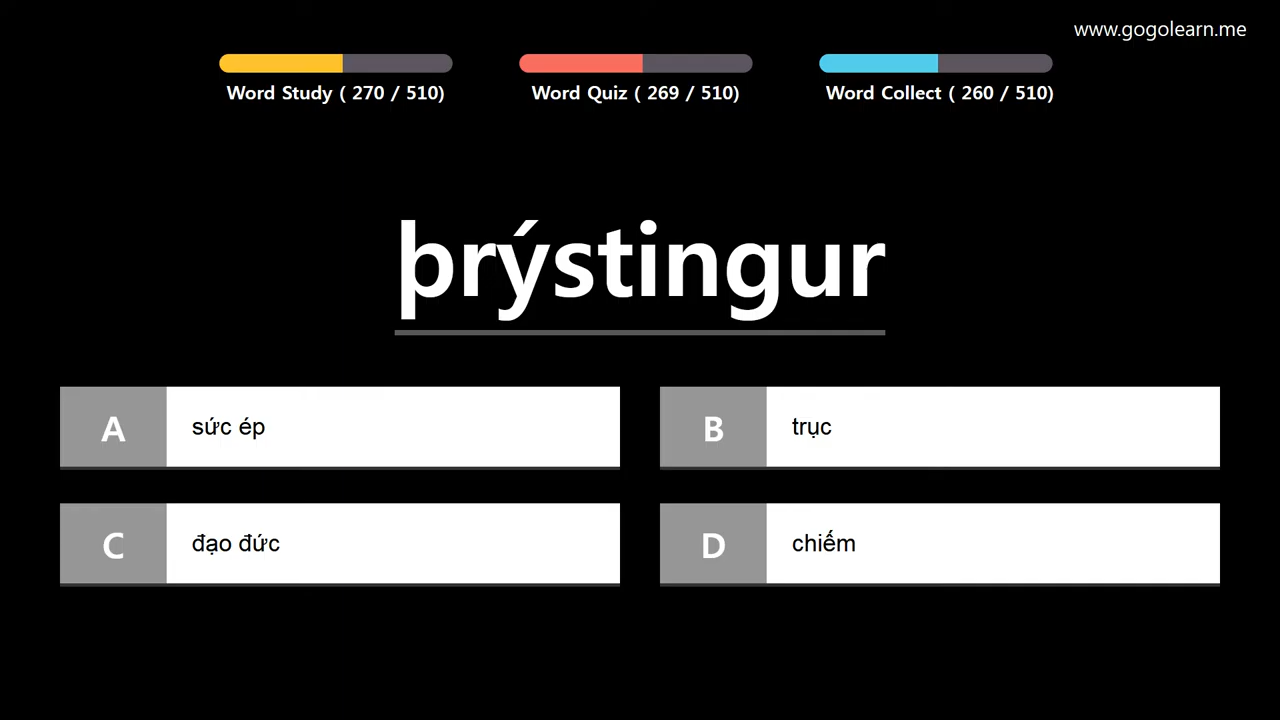 www.gogolearn.me
Word Study ( 270 / 510)
Word Quiz ( 269 / 510)
Word Collect ( 260 / 510)
þrýstingur
A sức ép
B trục
C đạo đức
D chiếm